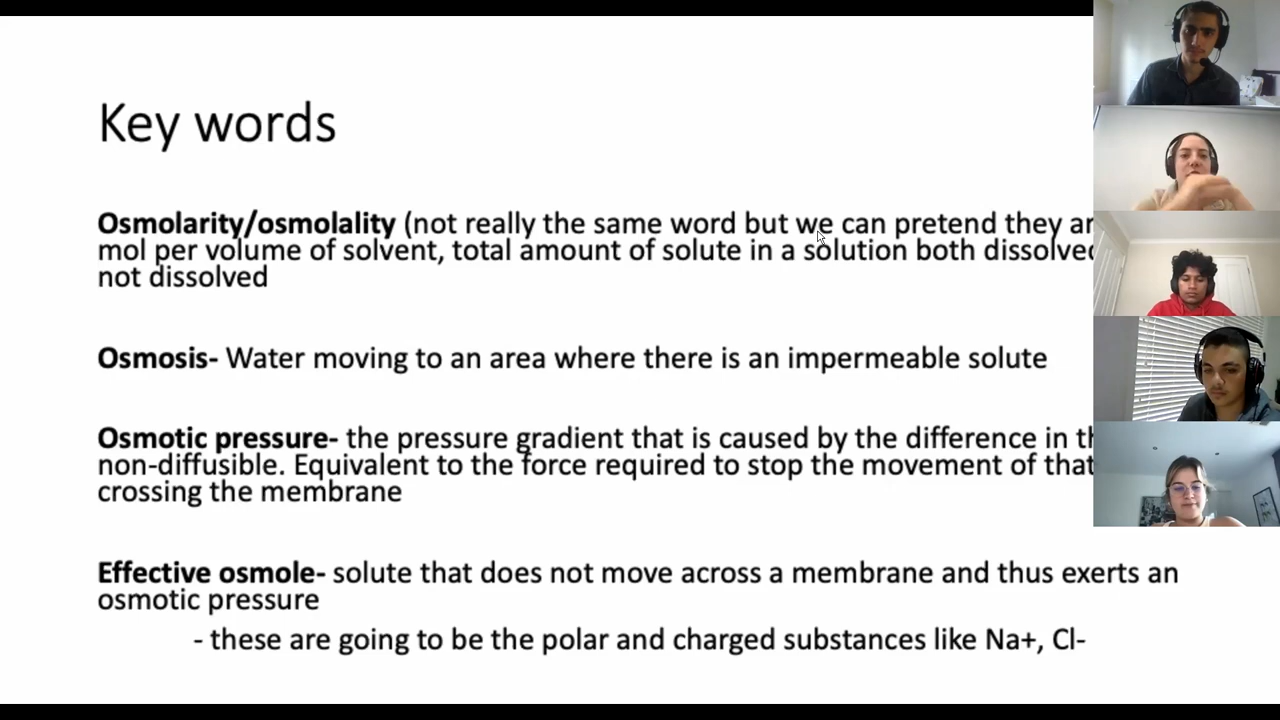 Key words
Osmolarity/osmolality (not really the same word but we can pretend they
mol per volume of solvent, total amount of solute in a solution both dissolved
not dissolved
Osmosis- Water moving to an area where there is an impermeable solute
Osmotic pressure- the pressure gradient that is caused by the difference in
non-diffusible. Equivalent to the force required to stop the movement of that
crossing the membrane
Effective osmole- solute that does not move across a membrane and thus exerts an
osmotic pressure
- these are going to be the polar and charged substances like Na+, Cl-